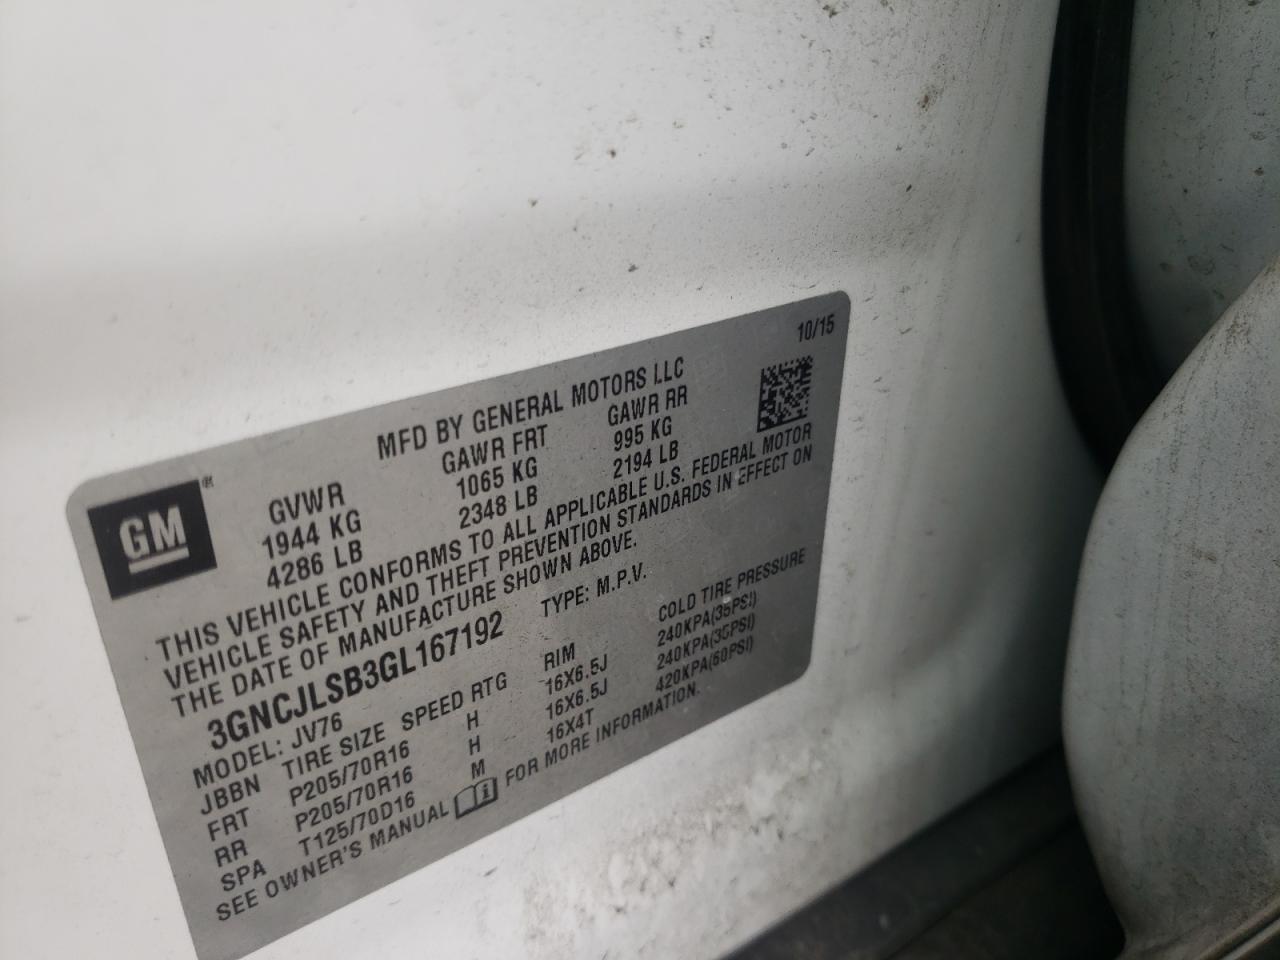 10/15
MFD BY GENERAL MOTORS LLC
GM®
GVWR GAWR FRT GAWR RR
1944 KG 1065 KG 995 KG
4286 LB 2348 LB 2194 LB
THIS VEHICLE CONFORMS TO ALL APPLICABLE U.S. FEDERAL MOTOR
VEHICLE SAFETY AND THEFT PREVENTION STANDARDS IN EFFECT ON
THE DATE OF MANUFACTURE SHOWN ABOVE.
3GNCJLSB3GL167192 TYPE: M.P.V.
MODEL: JV76
JBBN TIRE SIZE SPEED RTG RIM COLD TIRE PRESSURE
FRT P205/70R16 H 16X6.5J 240KPA(35PSI)
RR P205/70R16 H 16X6.5J 240KPA(35PSI)
SPA T125/70D16 M 16X4T 420KPA(60PSI)
SEE OWNER'S MANUAL FOR MORE INFORMATION.